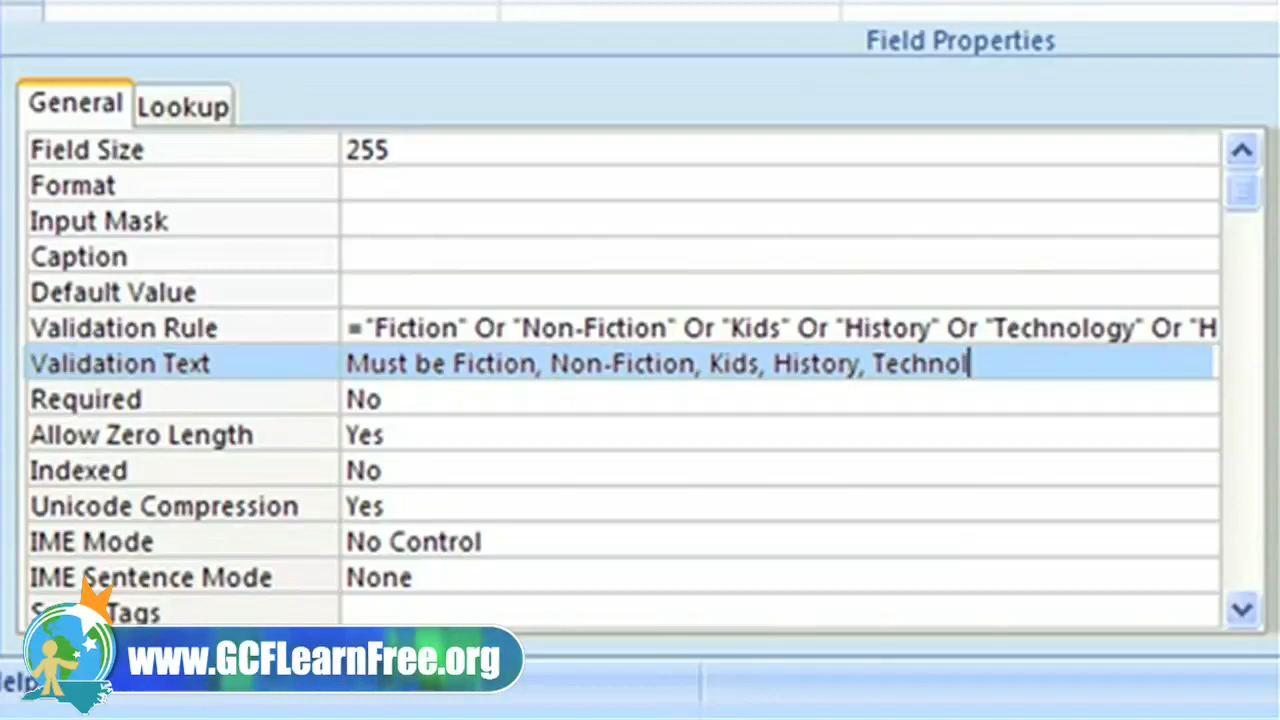 Field Properties
General Lookup
Field Size 255
Format
Input Mask
Caption
Default Value
Validation Rule ="Fiction" Or "Non-Fiction" Or "Kids" Or "History" Or "Technology" Or "H
Validation Text Must be Fiction, Non-Fiction, Kids, History, Technol
Required No
Allow Zero Length Yes
Indexed No
Unicode Compression Yes
IME Mode No Control
IME Sentence Mode None
Tags
www.GCFLearnFree.org